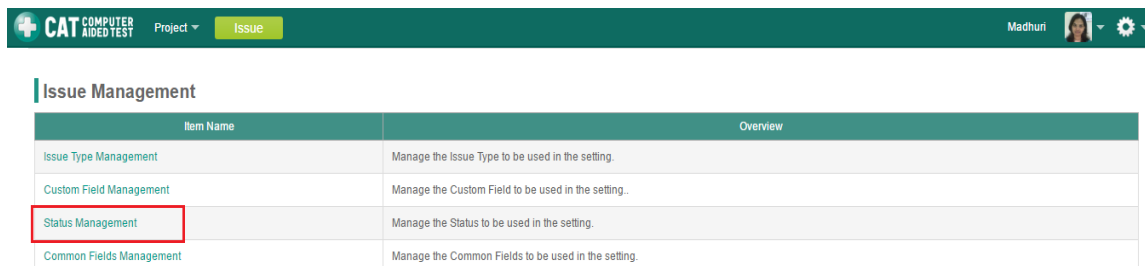 CAT COMPUTER AIDED TEST Project Issue Madhuri
Issue Management
Item Name Overview
Issue Type Management Manage the Issue Type to be used in the setting.
Custom Field Management Manage the Custom Field to be used in the setting..
Status Management Manage the Status to be used in the setting.
Common Fields Management Manage the Common Fields to be used in the setting.